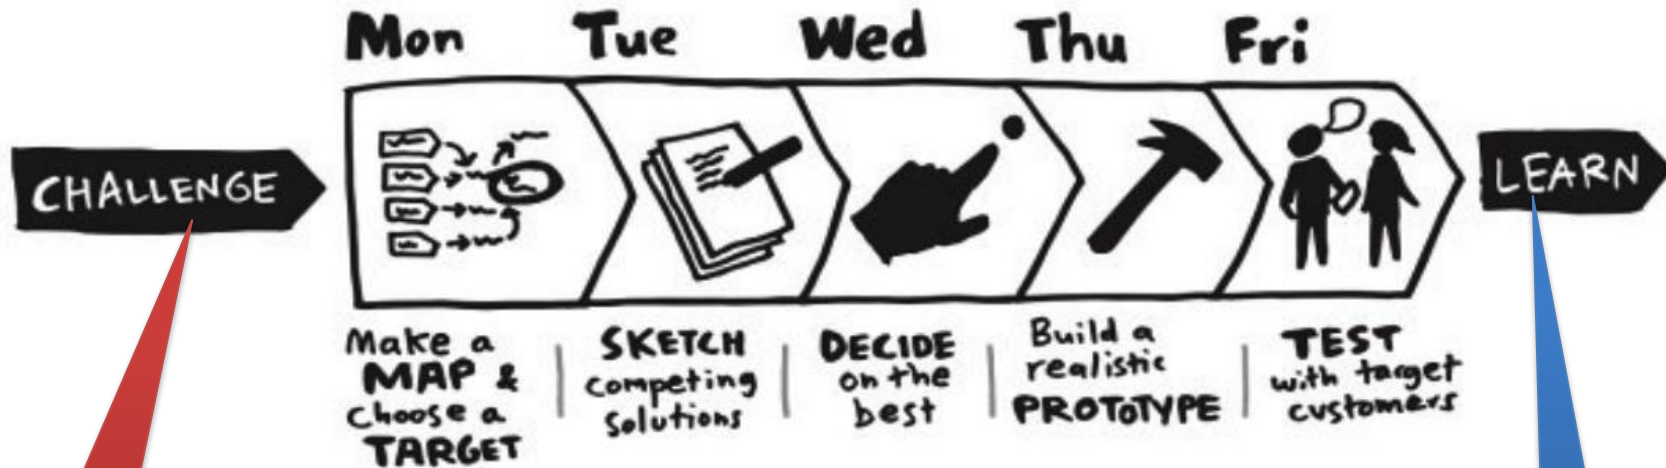 Mon Tue Wed Thu Fri
CHALLENGE
LEARN
Make a
MAP &
choose a
TARGET
SKETCH
competing
solutions
DECIDE
on the
best
Build a
realistic
PROTOTYPE
TEST
with target
customers